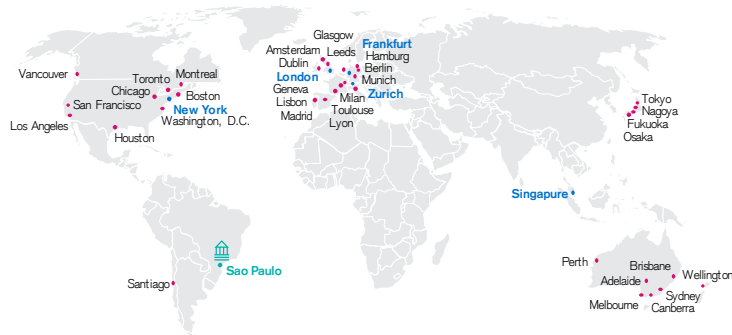 Glasgow
Frankfurt
Amsterdam
Leeds
Hamburg
Dublin
Berlin
London
Munich
Geneva
Zurich
Lisbon
Milan
Madrid
Toulouse
Lyon
Vancouver
Toronto
Montreal
Chicago
Boston
San Francisco
New York
Los Angeles
Washington, D.C.
Houston
Tokyo
Nagoya
Fukuoka
Osaka
Singapure
Sao Paulo
Santiago
Perth
Brisbane
Wellington
Adelaide
Sydney
Melbourne
Canberra